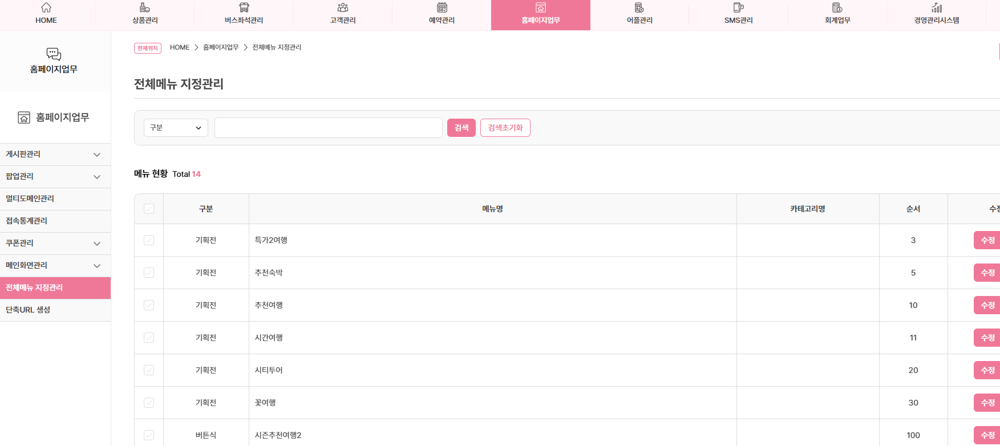 HOME 상품관리 버스좌석관리 고객관리 예약관리 홈페이지업무 어플관리 SMS관리 회계업무 경영관리시스템
홈페이지업무
홈페이지업무
게시판관리
팝업관리
멀티도메인관리
접속통계관리
쿠폰관리
메인화면관리
전체메뉴 지정관리
단축URL 생성
현재위치 HOME > 홈페이지업무 > 전체메뉴 지정관리
전체메뉴 지정관리
구분 검색 검색초기화
메뉴 현황 Total 14
구분 메뉴명 카테고리명 순서
기획전 특가2여행 3 수정
기획전 추천숙박 5 수정
기획전 추천여행 10 수정
기획전 시간여행 11 수정
기획전 시티투어 20 수정
기획전 꽃여행 30 수정
버튼식 시즌추천여행2 100 수정